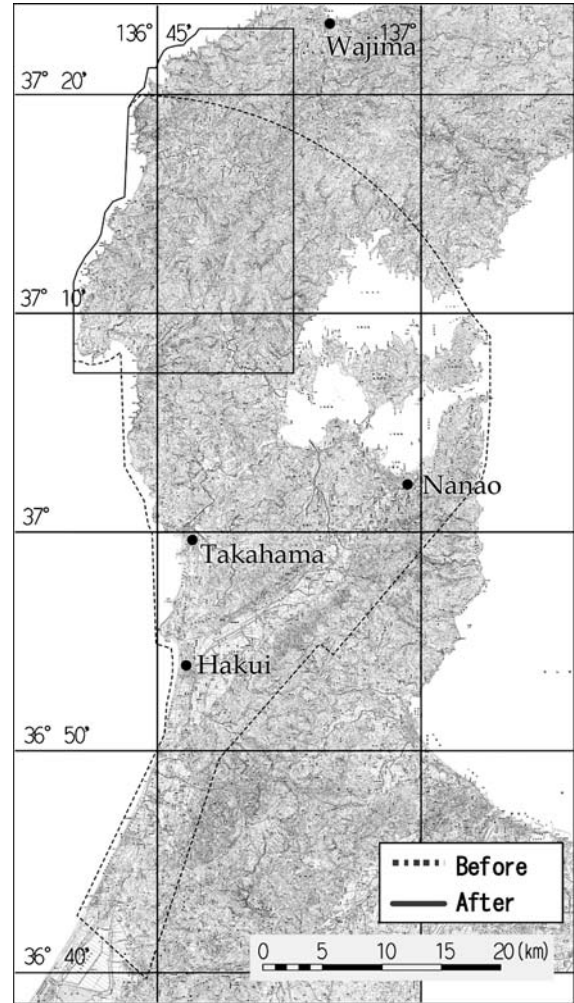 136° 45'
137°
Wajima
37° 20'
37° 10'
Nanao
37°
Takahama
Hakui
36° 50'
Before
After
36° 40'
0 5 10 15 20 (km)